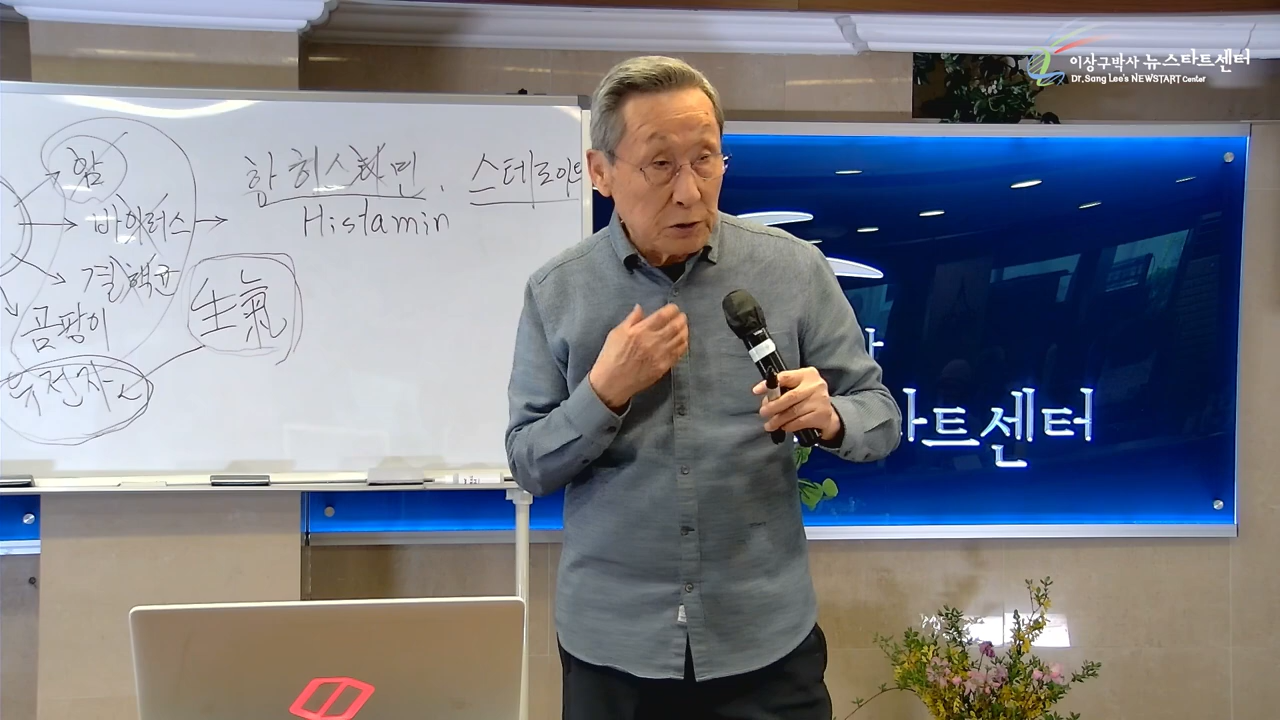 이상구박사 뉴스타트센터
Dr. Sang Lee's NEWSTART Center
암
바이러스
결핵균
곰팡이
유전자
生氣
항히스타민. 스테로이드
Histamin
타트센터